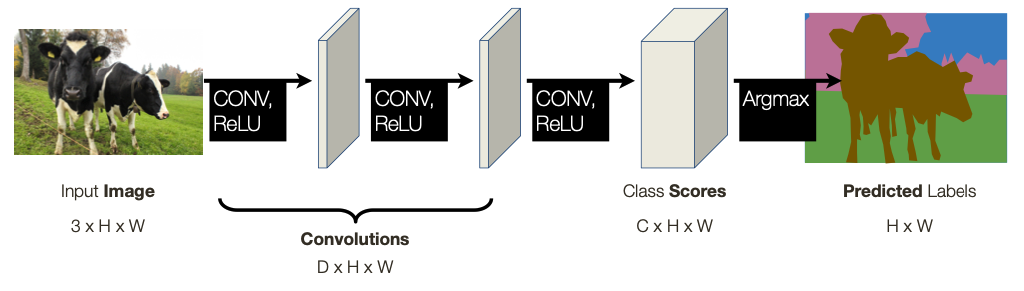 CONV,
ReLU
CONV,
ReLU
CONV,
ReLU
Argmax
Input Image
3 x H x W
Convolutions
D x H x W
Class Scores
C x H x W
Predicted Labels
H x W